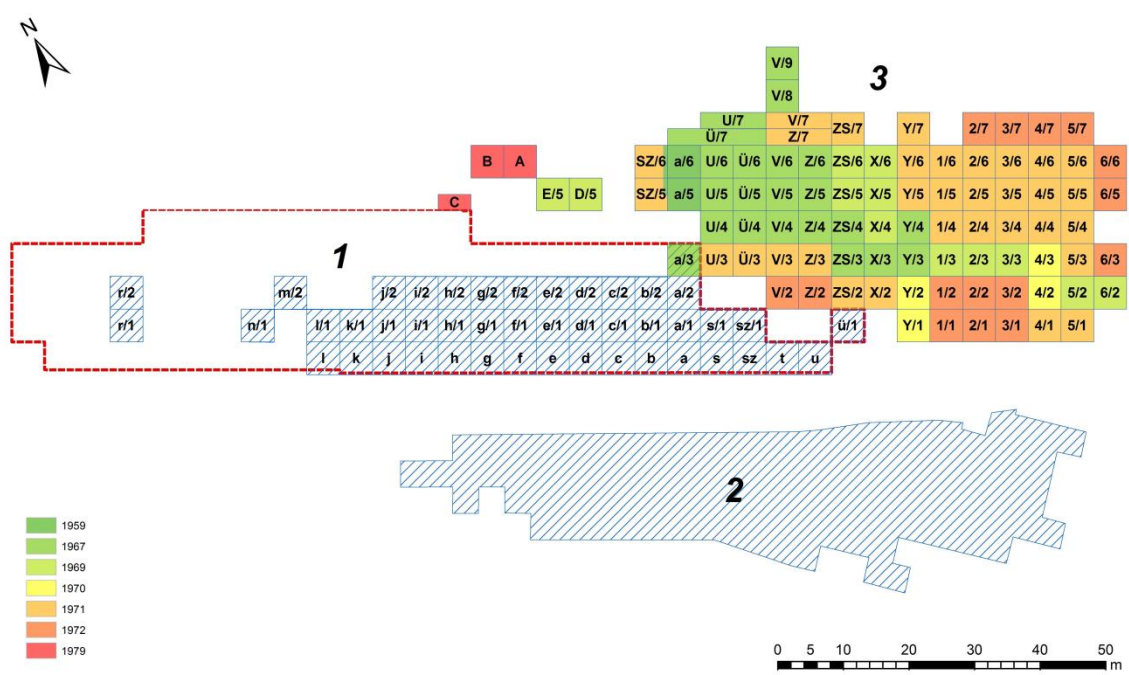 N
V/9
3
V/8
U/7 V/7 ZS/7 Y/7 2/7 3/7 4/7 5/7
Ü/7 Z/7
B A SZ/6 a/6 U/6 Ü/6 V/6 Z/6 ZS/6 X/6 Y/6 1/6 2/6 3/6 4/6 5/6 6/6
E/5 D/5 SZ/5 a/5 U/5 Ü/5 V/5 Z/5 ZS/5 X/5 Y/5 1/5 2/5 3/5 4/5 5/5 6/5
C
U/4 Ü/4 V/4 Z/4 ZS/4 X/4 Y/4 1/4 2/4 3/4 4/4 5/4
1 a/3 U/3 Ü/3 V/3 Z/3 ZS/3 X/3 Y/3 1/3 2/3 3/3 4/3 5/3 6/3
r/2 m/2 j/2 i/2 h/2 g/2 f/2 e/2 d/2 c/2 b/2 a/2 V/2 Z/2 ZS/2 X/2 Y/2 1/2 2/2 3/2 4/2 5/2 6/2
r/1 n/1 l/1 k/1 j/1 i/1 h/1 g/1 f/1 e/1 d/1 c/1 b/1 a/1 s/1 sz/1 ü/1 Y/1 1/1 2/1 3/1 4/1 5/1
l k j i h g f e d c b a s sz t u
2
1959
1967
1969
1970
1971
1972
1979
0 5 10 20 30 40 50
m